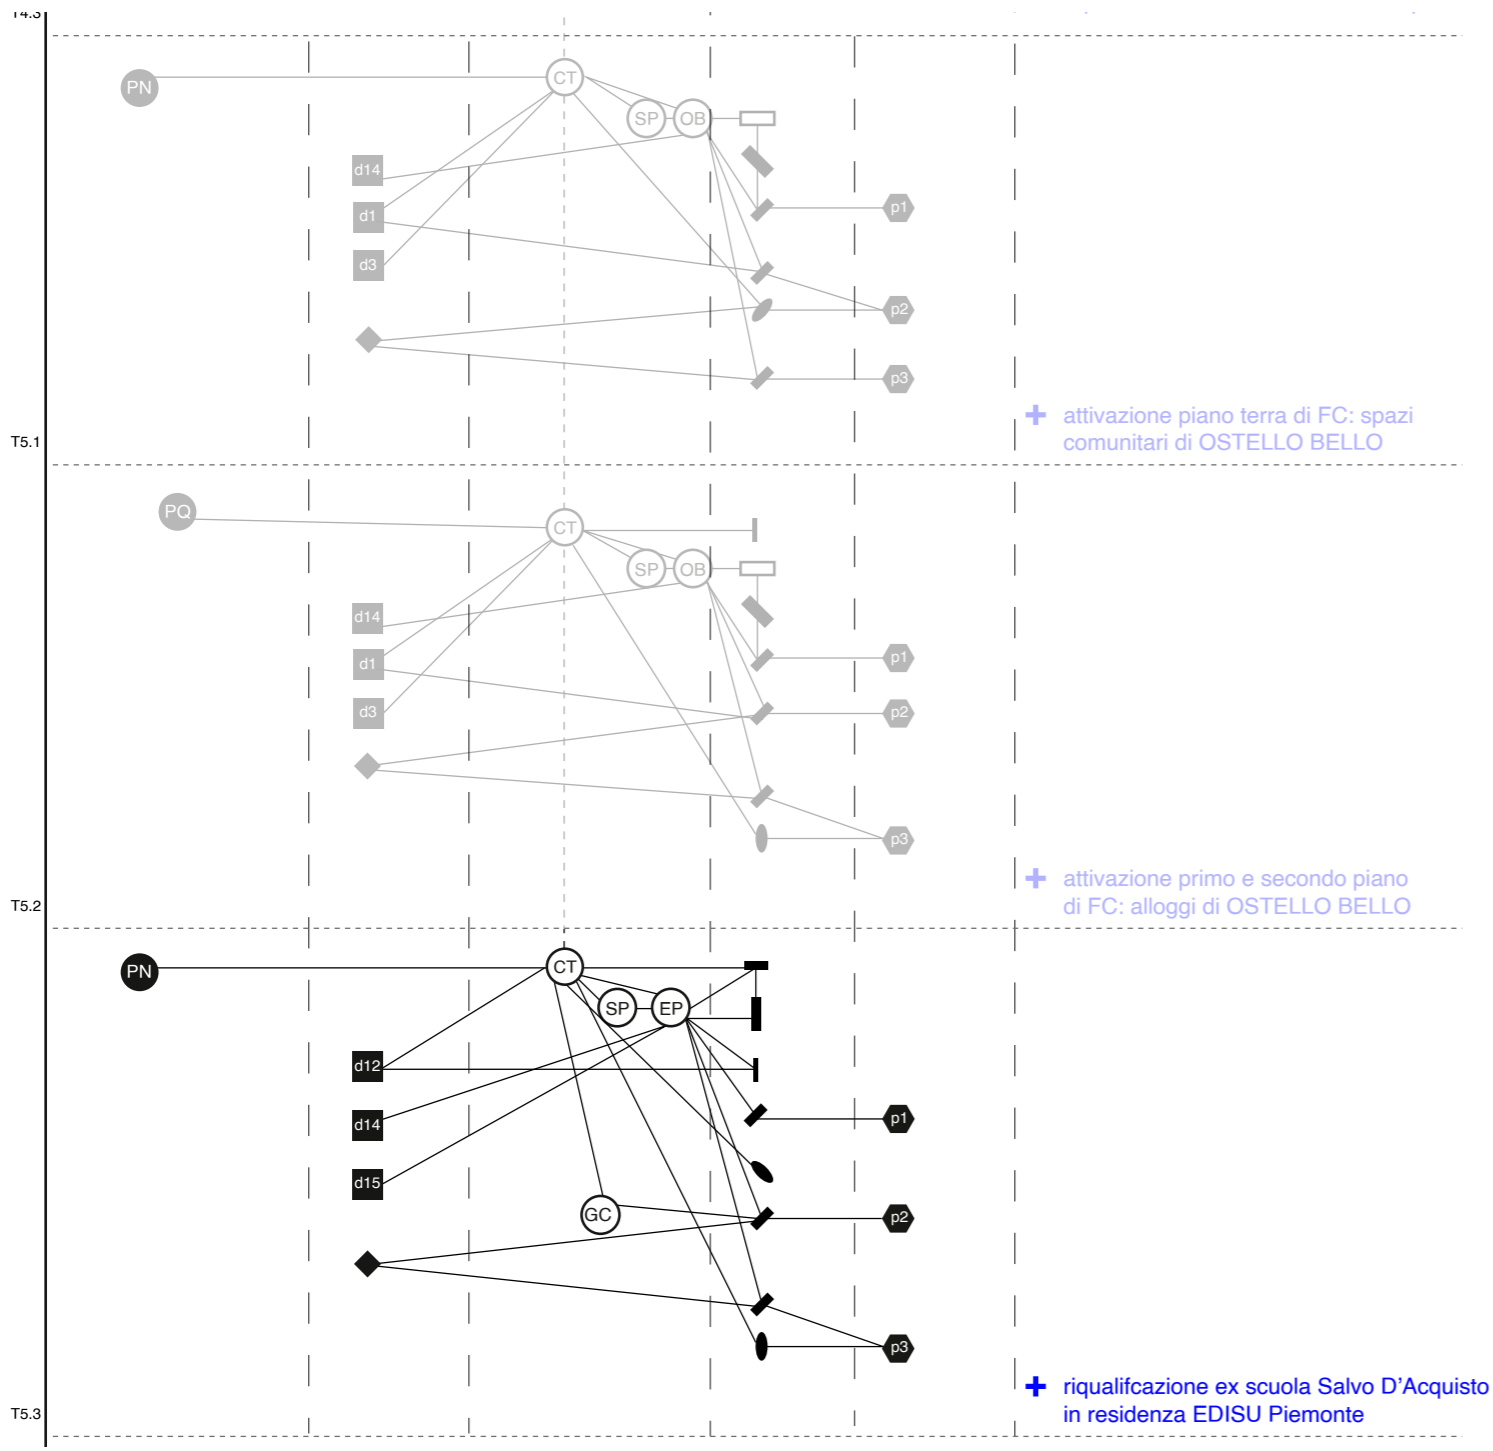 T4.3
PN
CT
SP
OB
d14
d1
p1
d3
p2
p3
+ attivazione piano terra di FC: spazi
comunitari di OSTELLO BELLO
T5.1
PQ
CT
SP
OB
d14
d1
p1
d3
p2
p3
+ attivazione primo e secondo piano
di FC: alloggi di OSTELLO BELLO
T5.2
PN
CT
SP
EP
d12
d14
p1
d15
GC
p2
p3
+ riqualifcazione ex scuola Salvo D'Acquisto
in residenza EDISU Piemonte
T5.3